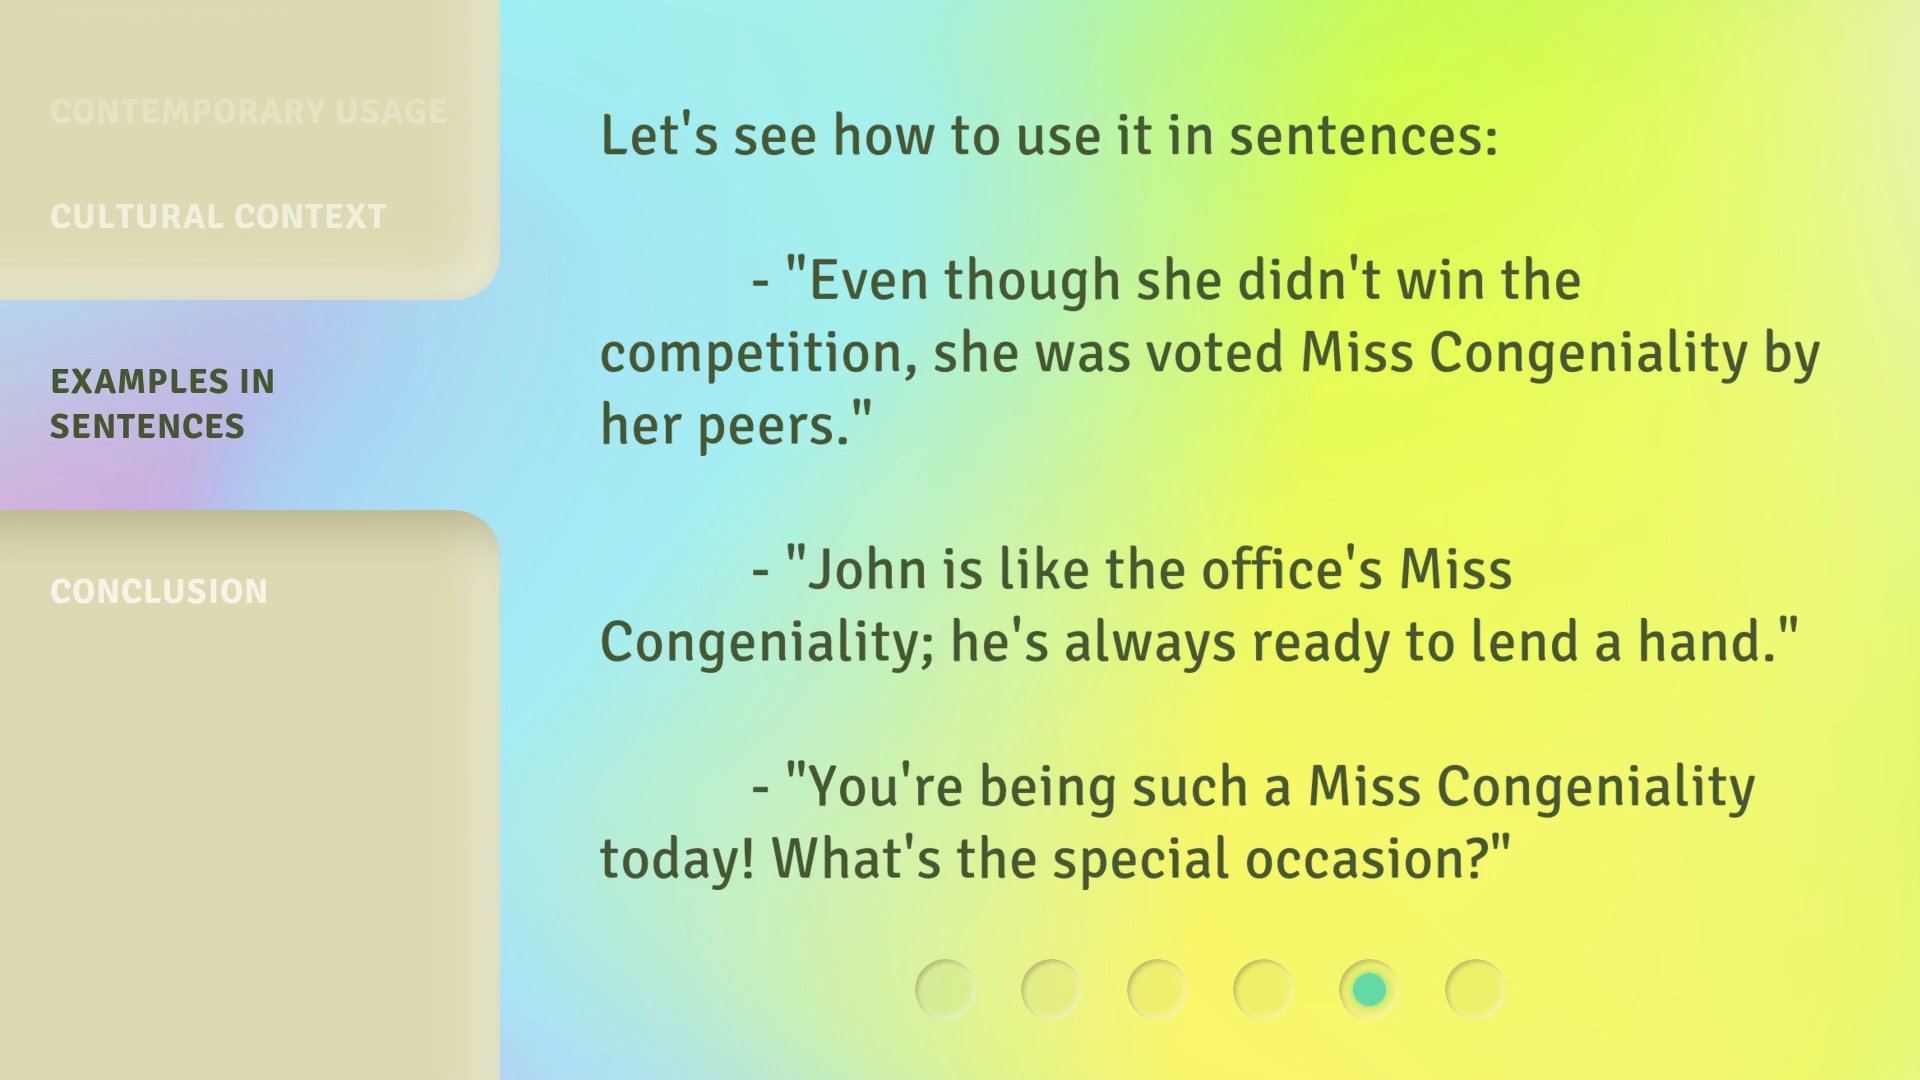 CONTEMPORARY USAGE
CULTURAL CONTEXT
EXAMPLES IN
SENTENCES
CONCLUSION
Let's see how to use it in sentences:
- "Even though she didn't win the
competition, she was voted Miss Congeniality by
her peers."
- "John is like the office's Miss
Congeniality; he's always ready to lend a hand."
- "You're being such a Miss Congeniality
today! What's the special occasion?"